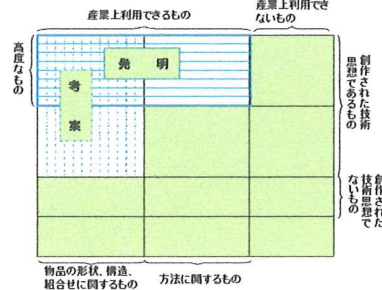 産業上利用できるもの
産業上利用でき
ないもの
高度なもの
発明
考案
創作された技術
思想であるもの
創作された
技術思想で
ないもの
物品の形状、構造、
組合せに関するもの
方法に関するもの